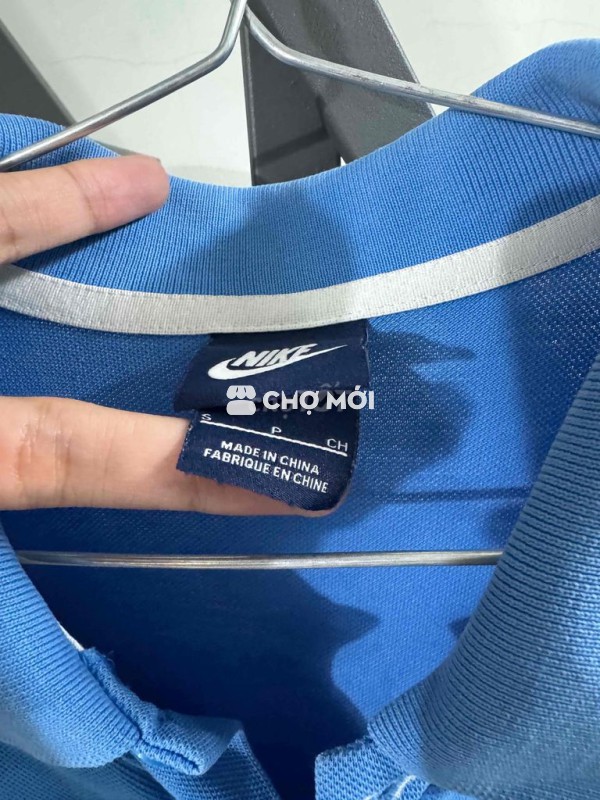 NIKE
CHỢ MỚI
S P CH
MADE IN CHINA
FABRIQUE EN CHINE